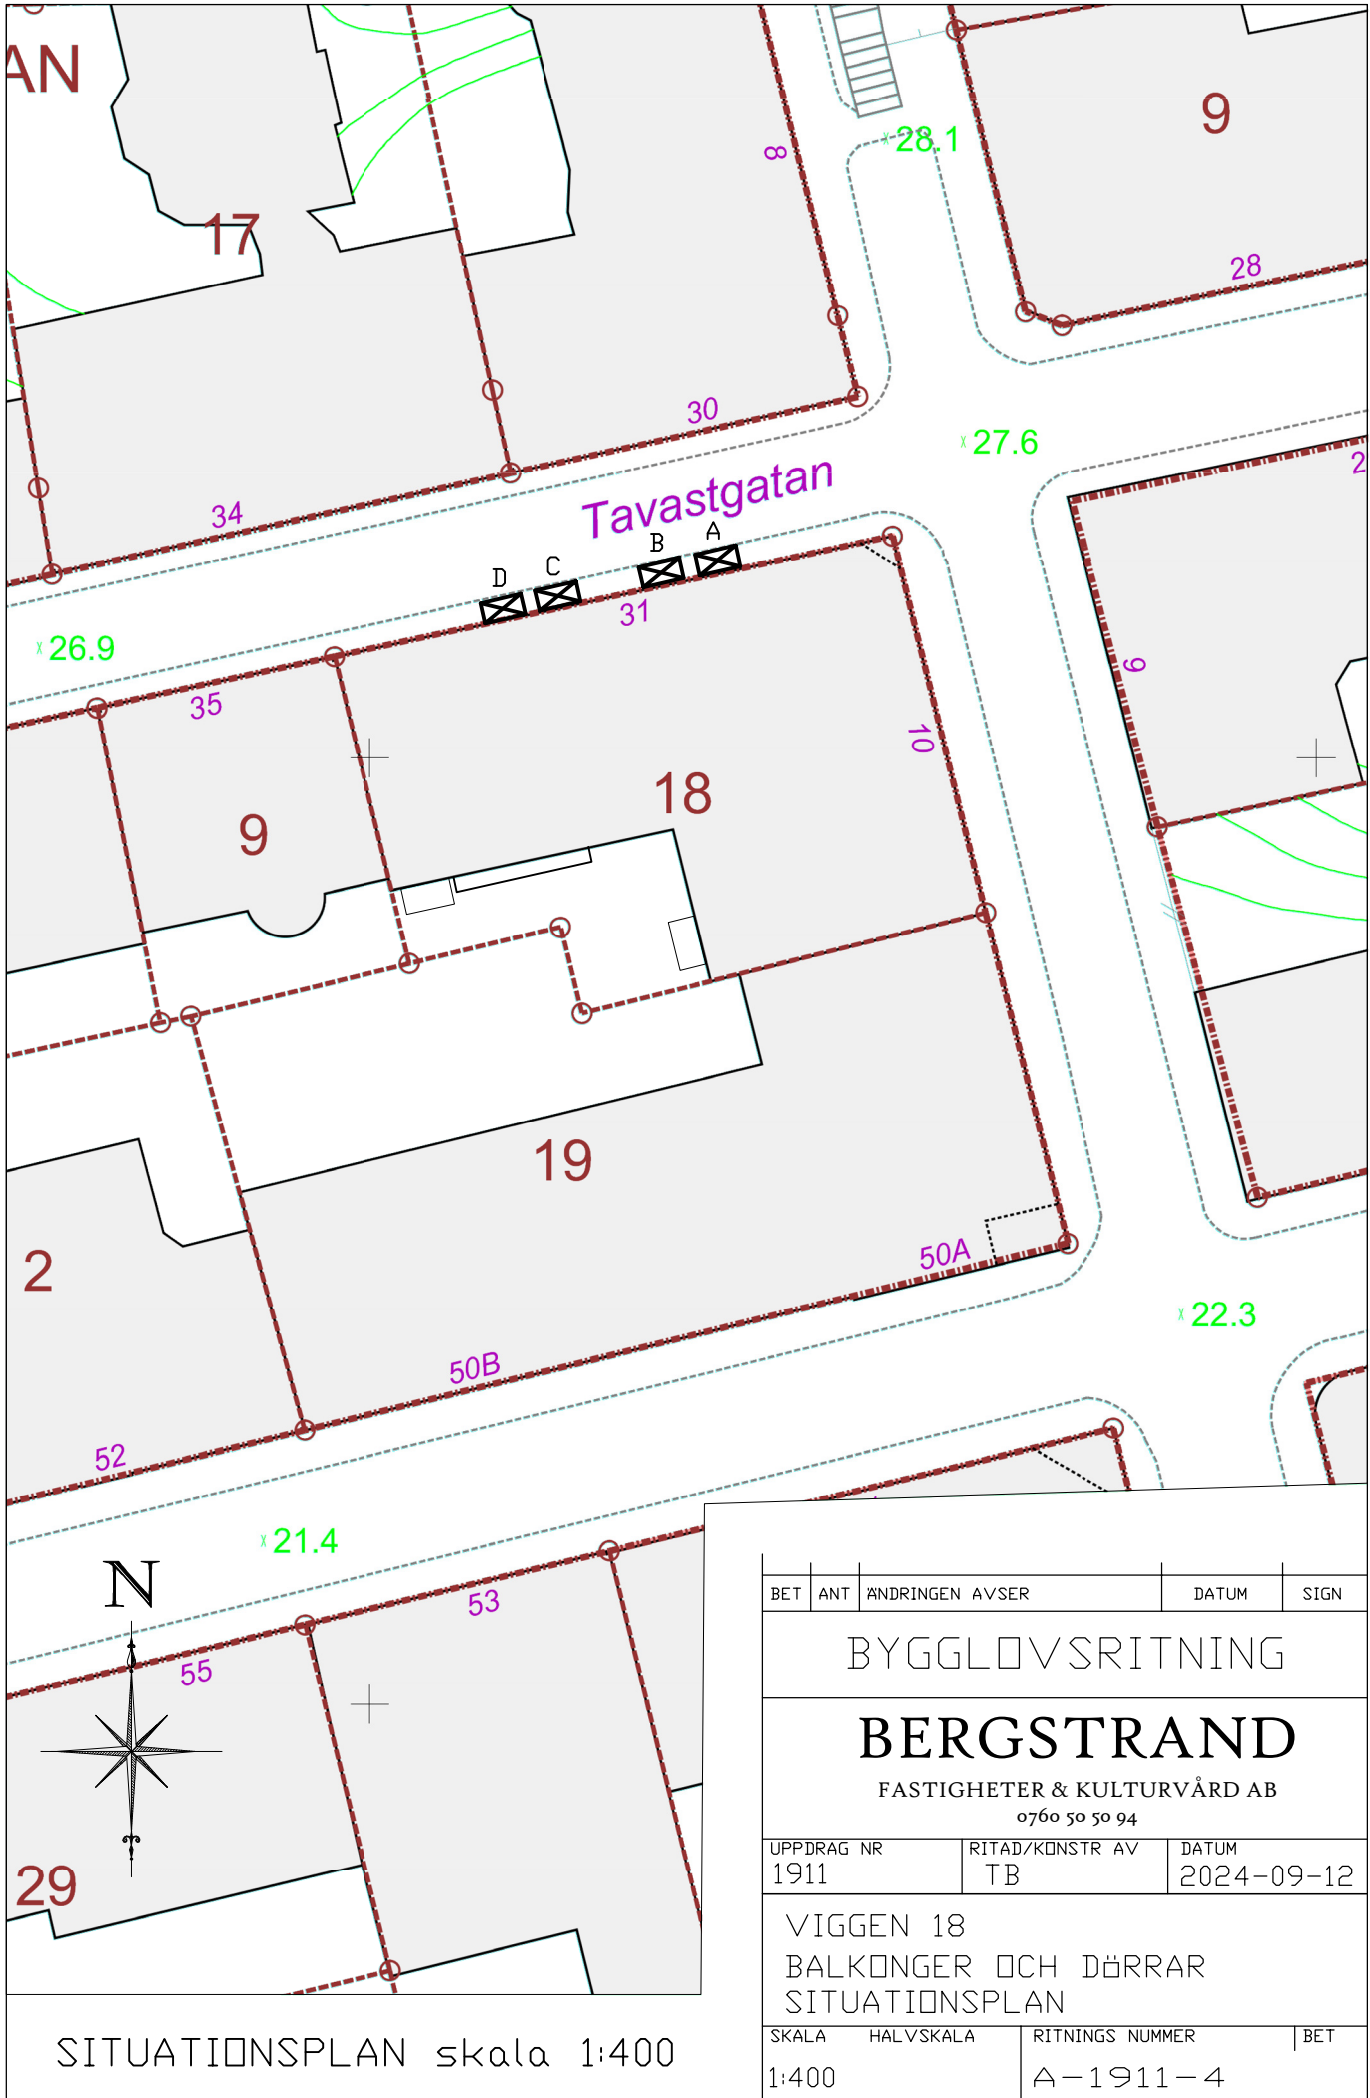 AN
17
8
28.1
9
28
30
27.6
34
Tavastgatan
A
B
C
D
31
26.9
35
10
9
18
9
19
50A
2
50B
22.3
52
21.4
N
53
55
29
SITUATIONSPLAN skala 1:400
BET ANT ÄNDRINGEN AVSER DATUM SIGN
BYGGLOVSRITNING
BERGSTRAND
FASTIGHETER & KULTURVÅRD AB
0760 50 50 94
UPPDRAG NR RITAD/KONSTR AV DATUM
1911 TB 2024-09-12
VIGGEN 18
BALKONGER OCH DÖRRAR
SITUATIONSPLAN
SKALA HALVSKALA RITNINGS NUMMER BET
1:400 A-1911-4